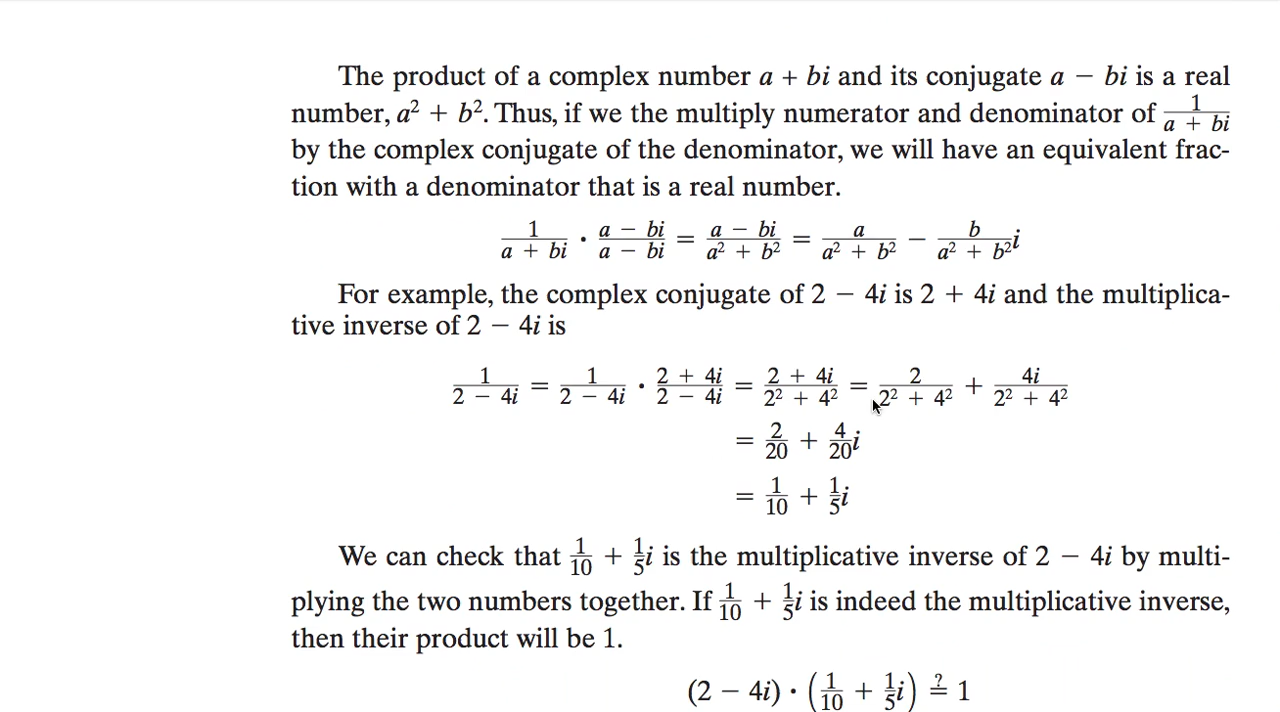 The product of a complex number a + bi and its conjugate a − bi is a real
number, a² + b². Thus, if we the multiply numerator and denominator of 1/(a + bi)
by the complex conjugate of the denominator, we will have an equivalent frac-
tion with a denominator that is a real number.
1/(a + bi) · (a − bi)/(a − bi) = (a − bi)/(a² + b²) = a/(a² + b²) − b/(a² + b²)i
For example, the complex conjugate of 2 − 4i is 2 + 4i and the multiplica-
tive inverse of 2 − 4i is
1/(2 − 4i) = 1/(2 − 4i) · (2 + 4i)/(2 − 4i) = (2 + 4i)/(2² + 4²) = 2/(2² + 4²) + 4i/(2² + 4²)
= 2/20 + 4/20i
= 1/10 + 1/5i
We can check that 1/10 + 1/5i is the multiplicative inverse of 2 − 4i by multi-
plying the two numbers together. If 1/10 + 1/5i is indeed the multiplicative inverse,
then their product will be 1.
(2 − 4i) · (1/10 + 1/5i) ≟ 1